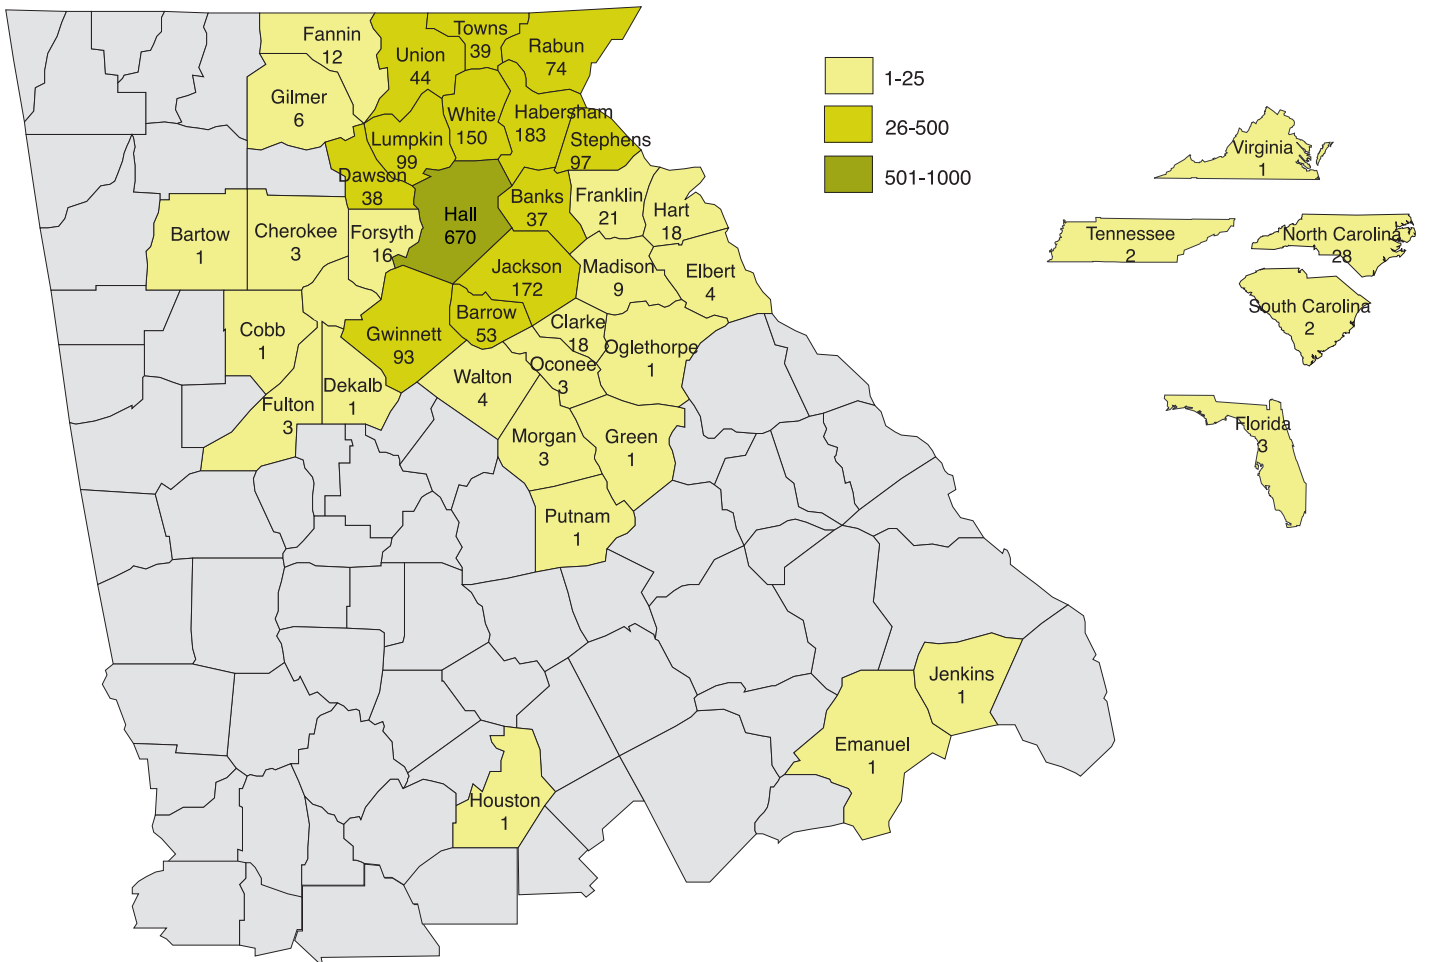 Fannin
12
Towns
39
Union
44
Rabun
74
Gilmer
6
White
150
Habersham
183
Lumpkin
99
Stephens
97
Dawson
38
Hall
670
Banks
37
Franklin
21
Hart
18
Bartow
1
Cherokee
3
Forsyth
16
Jackson
172
Madison
9
Elbert
4
Cobb
1
Gwinnett
93
Barrow
53
Clarke
18
Oglethorpe
1
Oconee
3
Walton
4
Dekalb
1
Fulton
3
Morgan
3
Green
1
Putnam
1
Jenkins
1
Emanuel
1
Houston
1
1-25
26-500
501-1000
Virginia
1
Tennessee
2
North Carolina
28
South Carolina
2
Florida
3